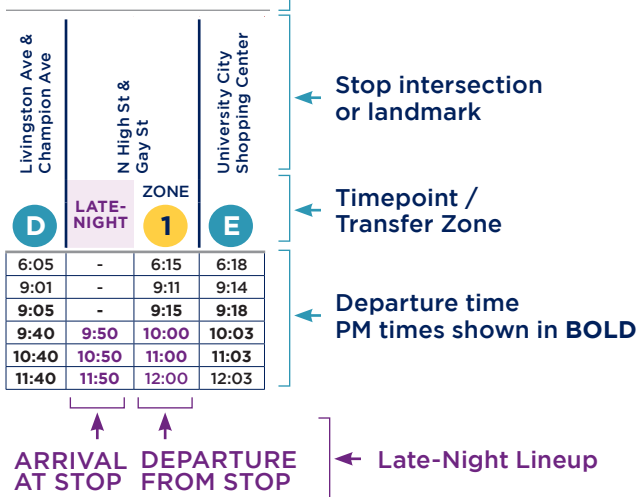 Livingston Ave &
Champion Ave
N High St &
Gay St
University City
Shopping Center
Stop intersection
or landmark
D
LATE-
NIGHT
ZONE
1
E
Timepoint /
Transfer Zone
6:05 - 6:15 6:18
9:01 - 9:11 9:14
9:05 - 9:15 9:18
9:40 9:50 10:00 10:03
10:40 10:50 11:00 11:03
11:40 11:50 12:00 12:03
Departure time
PM times shown in BOLD
ARRIVAL
AT STOP
DEPARTURE
FROM STOP
Late-Night Lineup